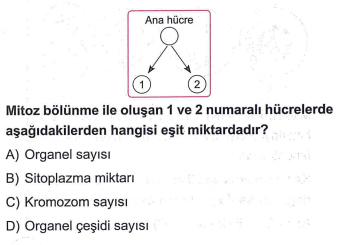 Ana hücre
1
2
Mitoz bölünme ile oluşan 1 ve 2 numaralı hücrelerde
aşağıdakilerden hangisi eşit miktardadır?
A) Organel sayısı
B) Sitoplazma miktarı
C) Kromozom sayısı
D) Organel çeşidi sayısı